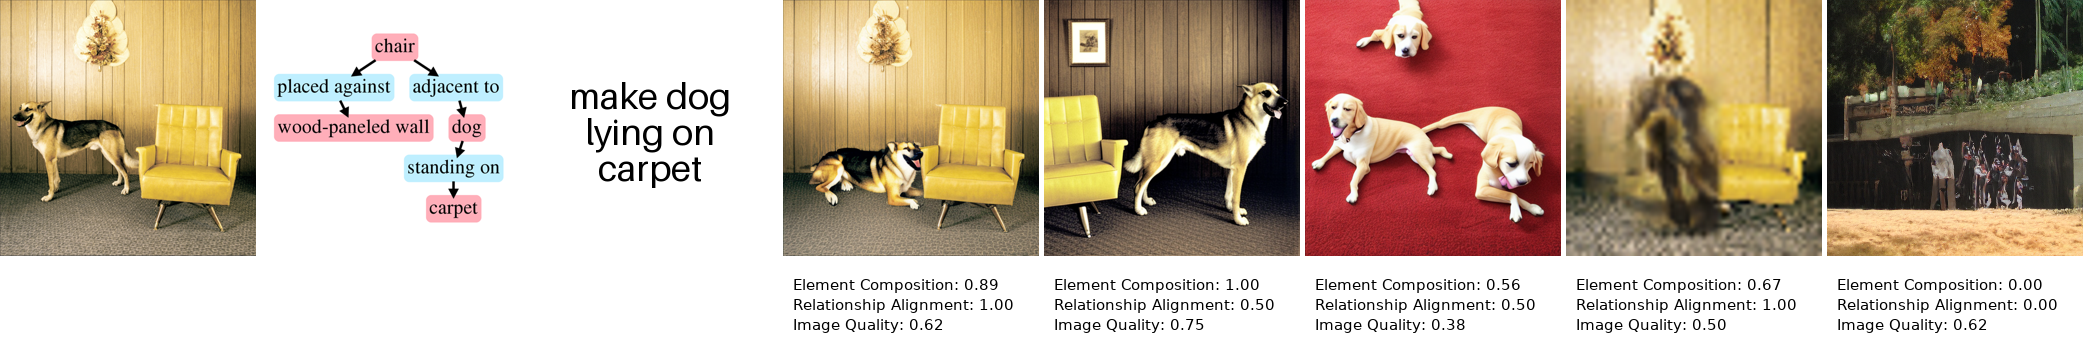 chair
placed against
adjacent to
wood-paneled wall
dog
standing on
carpet
make dog
lying on
carpet
Element Composition: 0.89
Relationship Alignment: 1.00
Image Quality: 0.62
Element Composition: 1.00
Relationship Alignment: 0.50
Image Quality: 0.75
Element Composition: 0.56
Relationship Alignment: 0.50
Image Quality: 0.38
Element Composition: 0.67
Relationship Alignment: 1.00
Image Quality: 0.50
Element Composition: 0.00
Relationship Alignment: 0.00
Image Quality: 0.62